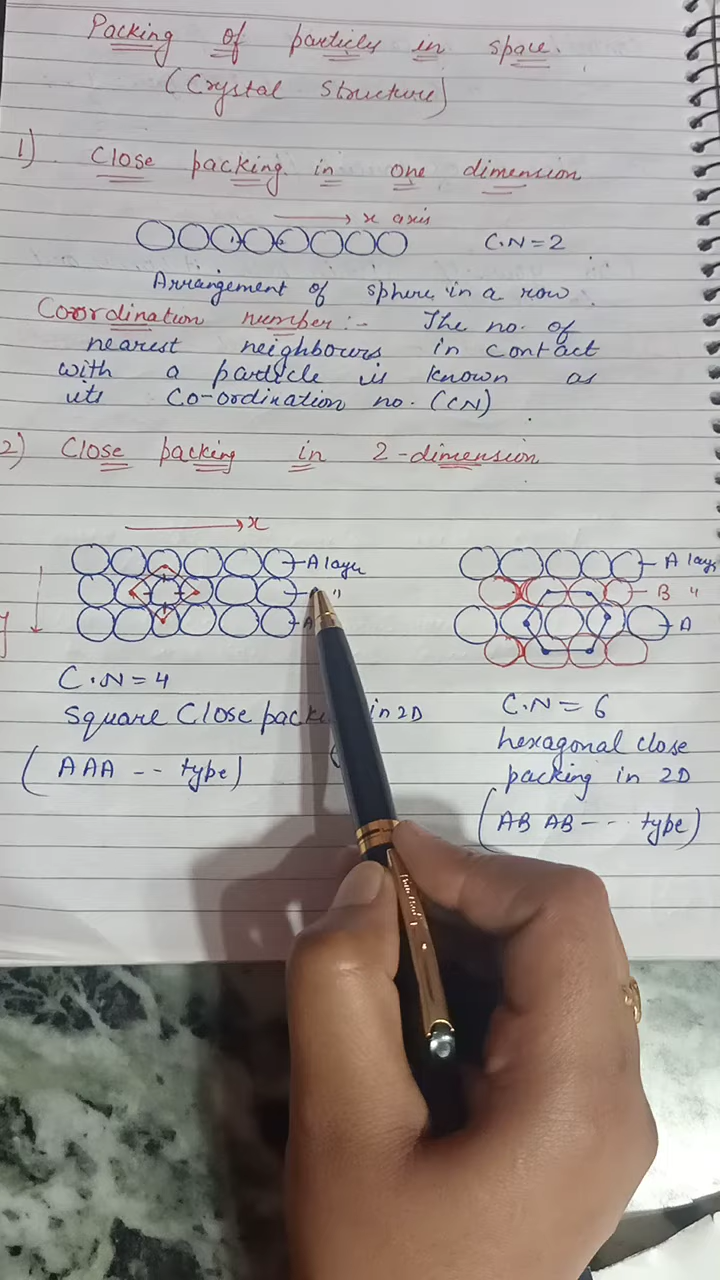 Packing of particles in space.
(Crystal Structure)
1). Close packing in one dimension
x axis
C.N=2
Arrangement of sphere in a row.
Coordination number:- The no. of
nearest neighbours in contact
with a particle is known as
its Co-ordination no. (CN)
2) Close packing in 2-dimension
x
A layer
"
A
y
C.N=4
Square Close in 2D
(AAA -- type)
A layer
B "
A
C.N=6
hexagonal close
packing in 2D
(AB AB --- type)